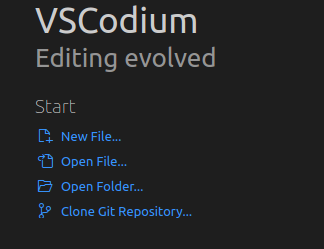 VSCodium
Editing evolved
Start
New File...
Open File...
Open Folder...
Clone Git Repository...